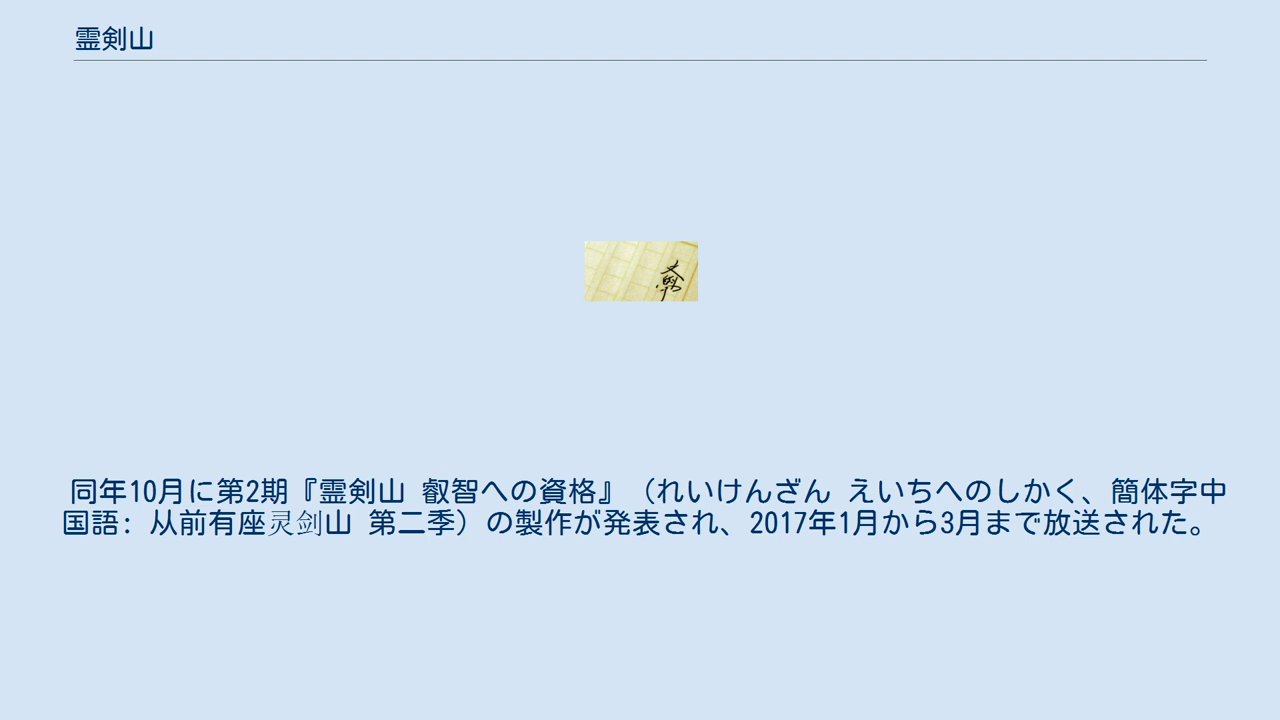 霊剣山
同年10月に第2期『霊剣山 叡智への資格』（れいけんざん えいちへのしかく、簡体字中
国語: 从前有座灵剑山 第二季）の製作が発表され、2017年1月から3月まで放送された。